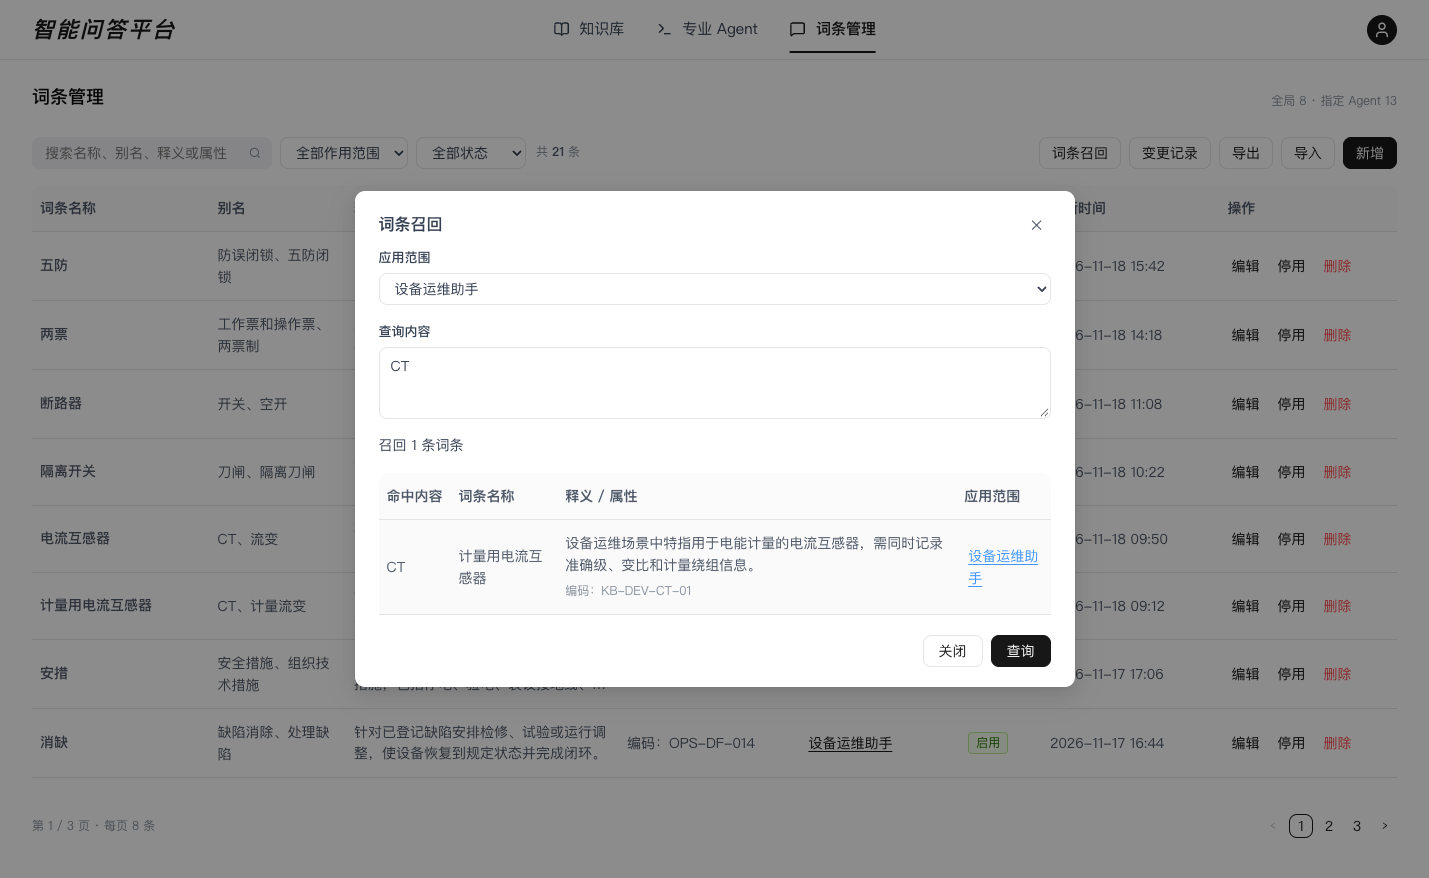 智能问答平台
知识库
专业 Agent
词条管理
词条管理
全局 8 · 指定 Agent 13
搜索名称、别名、释义或属性
全部作用范围
全部状态
共 21 条
词条召回
变更记录
导出
导入
新增
词条名称
别名
时间
操作
五防
防误闭锁、五防闭
锁
6-11-18 15:42
编辑 停用 删除
两票
工作票和操作票、
两票制
6-11-18 14:18
编辑 停用 删除
断路器
开关、空开
6-11-18 11:08
编辑 停用 删除
隔离开关
刀闸、隔离刀闸
6-11-18 10:22
编辑 停用 删除
电流互感器
CT、流变
6-11-18 09:50
编辑 停用 删除
计量用电流互感器
CT、计量流变
6-11-18 09:12
编辑 停用 删除
安措
安全措施、组织技
术措施
6-11-17 17:06
编辑 停用 删除
消缺
缺陷消除、处理缺
陷
针对已登记缺陷安排检修、试验或运行调
整，使设备恢复到规定状态并完成闭环。
编码：OPS-DF-014
设备运维助手
启用
2026-11-17 16:44
编辑 停用 删除
第 1 / 3 页 · 每页 8 条
1 2 3
词条召回
应用范围
设备运维助手
查询内容
CT
召回 1 条词条
命中内容
词条名称
释义 / 属性
应用范围
CT
计量用电流互
感器
设备运维场景中特指用于电能计量的电流互感器，需同时记录
准确级、变比和计量绕组信息。
编码：KB-DEV-CT-01
设备运维助
手
关闭
查询